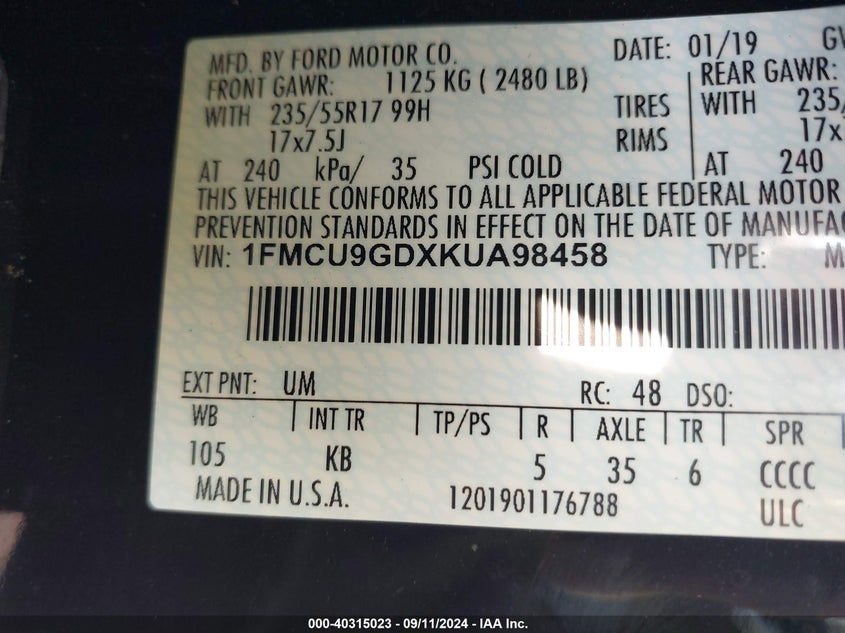 MFD. BY FORD MOTOR CO. DATE: 01/19
FRONT GAWR: 1125 KG ( 2480 LB) REAR GAWR:
WITH 235/55R17 99H TIRES WITH
17x7.5J RIMS
AT 240 kPa/ 35 PSI COLD AT 240
THIS VEHICLE CONFORMS TO ALL APPLICABLE FEDERAL MOTOR
PREVENTION STANDARDS IN EFFECT ON THE DATE OF
VIN: 1FMCU9GDXKUA98458 TYPE:
EXT PNT: UM RC: 48 DSO:
WB INT TR TP/PS R AXLE TR SPR
105 KB 5 35 6 CCCC
MADE IN U.S.A. 1201901176788 ULC
000-40315023 - 09/11/2024 - IAA Inc.